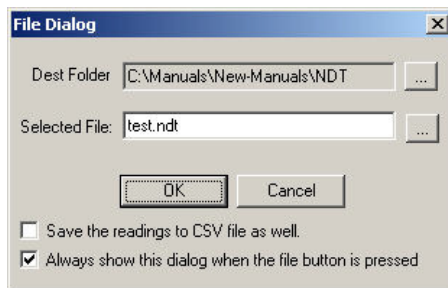 File Dialog
Dest Folder C:\Manuals\New-Manuals\NDT ...
Selected File: test.ndt ...
OK Cancel
Save the readings to CSV file as well.
Always show this dialog when the file button is pressed